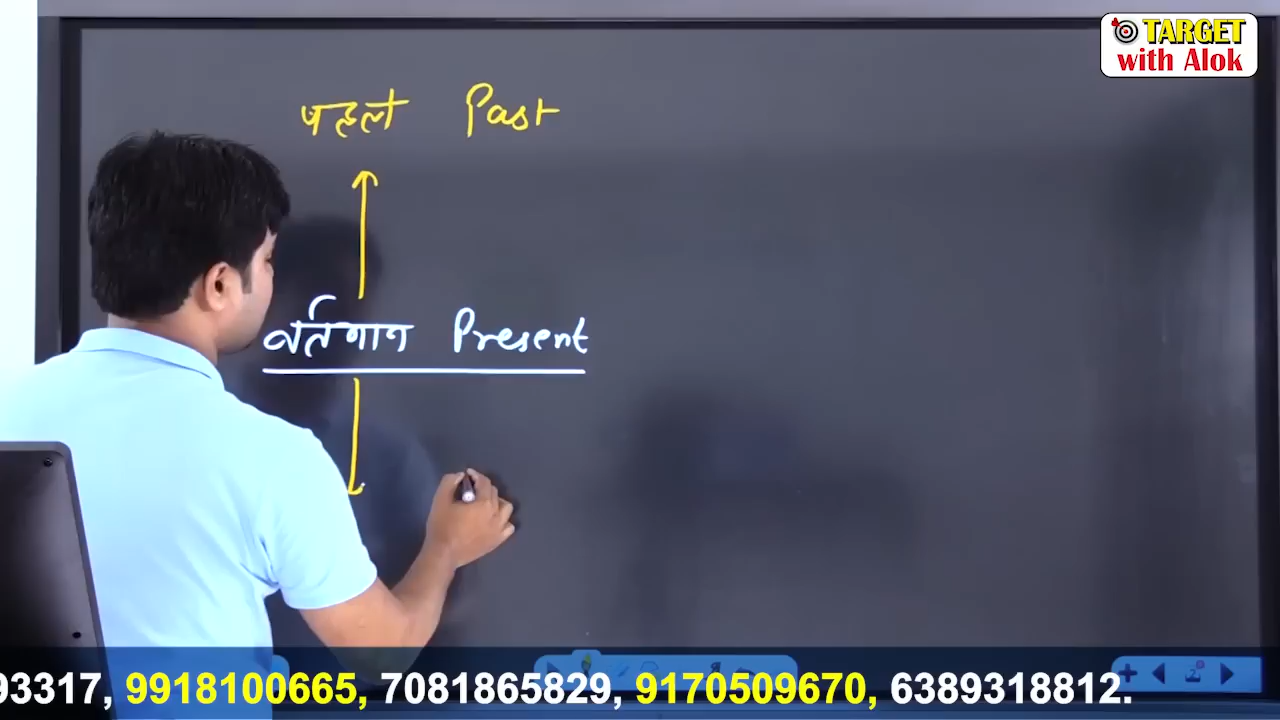 TARGET
with Alok
पहले Past
वर्तमान Present
93317, 9918100665, 7081865829, 9170509670, 6389318812.